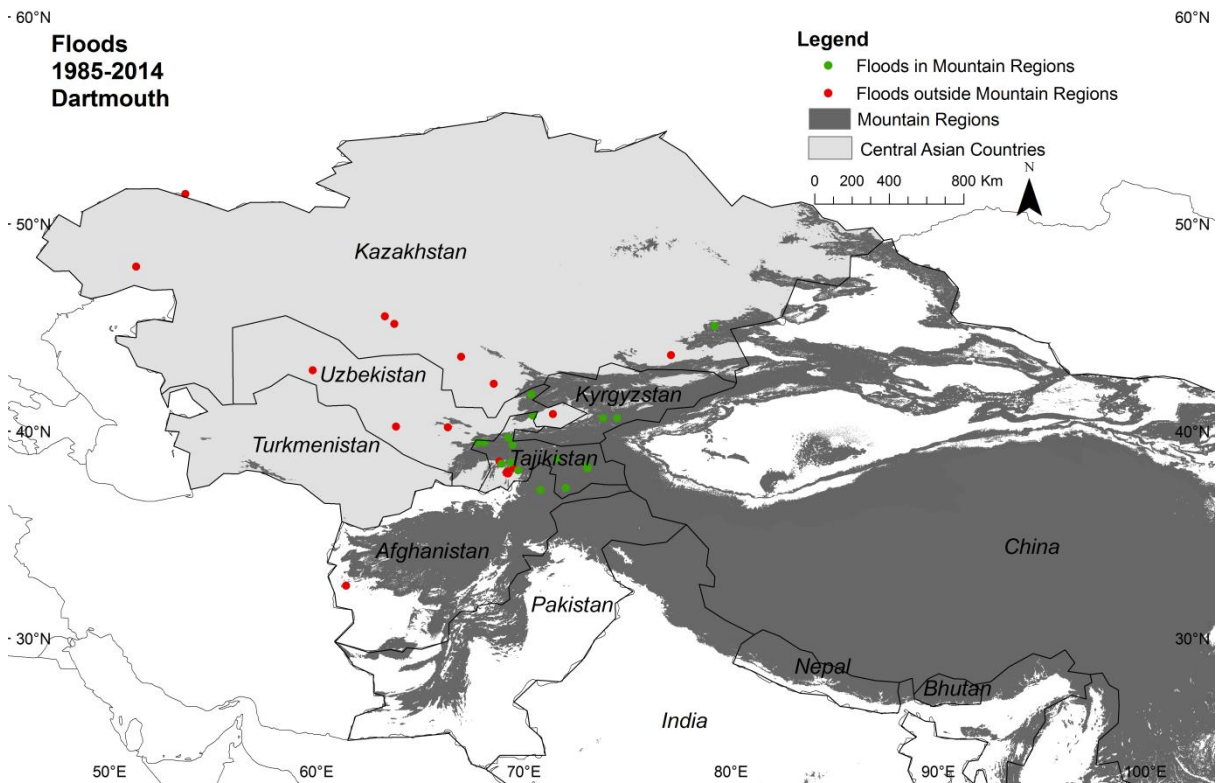 60°N
60°N
Floods
1985-2014
Dartmouth
Legend
Floods in Mountain Regions
Floods outside Mountain Regions
Mountain Regions
Central Asian Countries
0 200 400 800 Km
N
50°N
50°N
Kazakhstan
Uzbekistan
Kyrgyzstan
Turkmenistan
40°N
40°N
Tajikistan
Afghanistan
China
Pakistan
30°N
30°N
Nepal
Bhutan
India
50°E 60°E 70°E 80°E 90°E 100°E